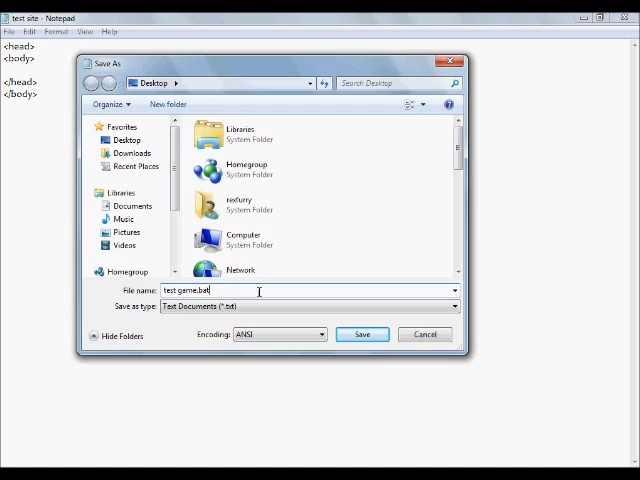 test site - Notepad
File Edit Format View Help
<head>
<body>
</head>
</body>
Save As
Desktop
Search Desktop
Organize
New folder
Favorites
Desktop
Downloads
Recent Places
Libraries
Documents
Music
Pictures
Videos
Homegroup
Libraries
System Folder
Homegroup
System Folder
rexfurry
System Folder
Computer
System Folder
Network
File name: test game.bat
Save as type: Text Documents (*.txt)
Hide Folders
Encoding: ANSI
Save
Cancel